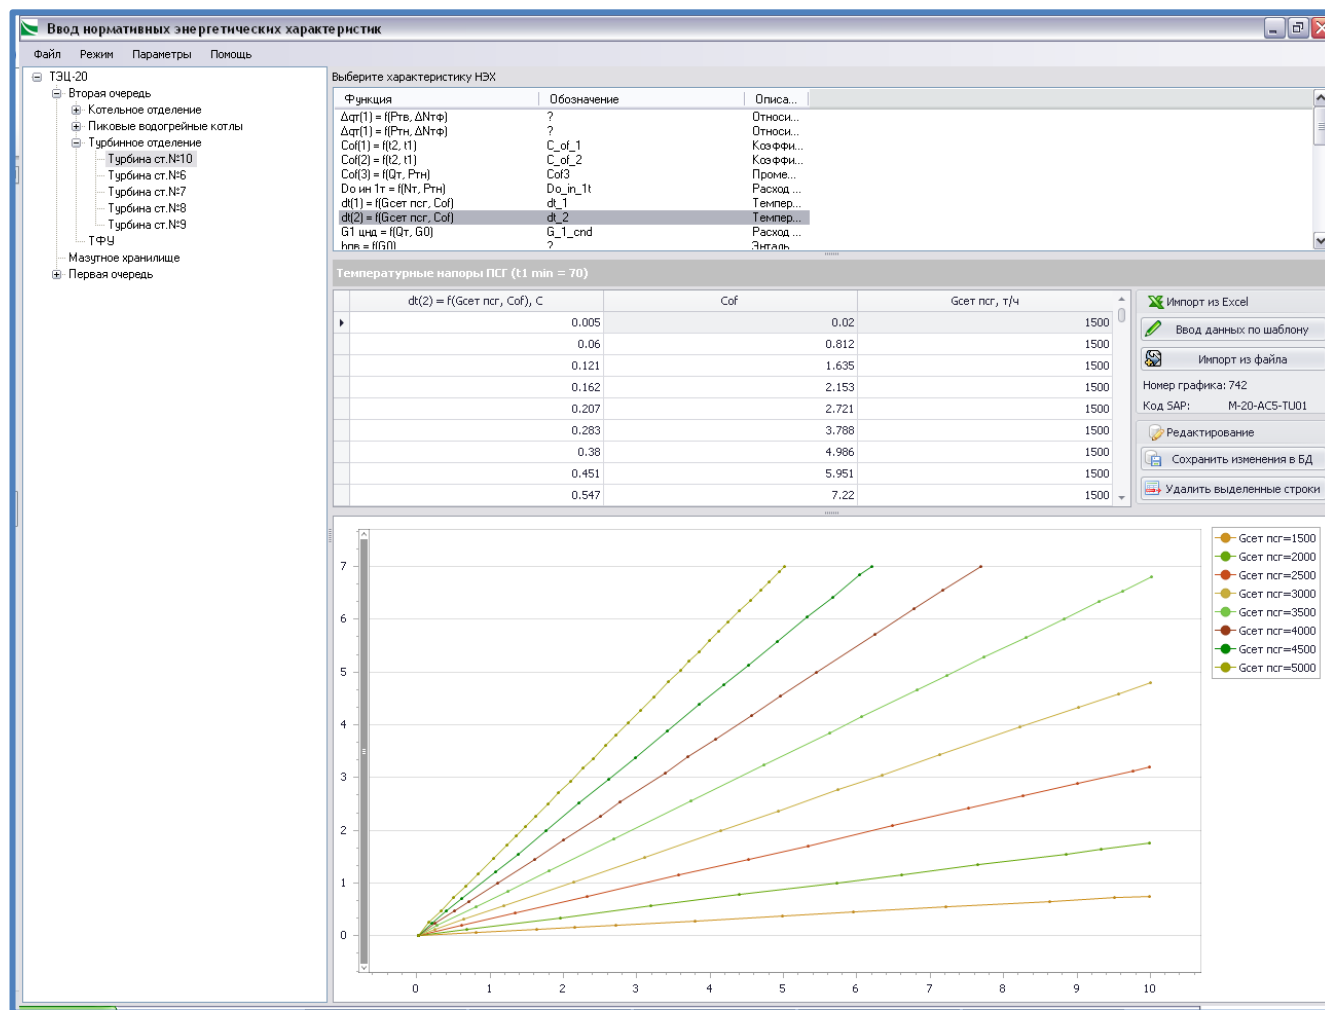 Ввод нормативных энергетических характеристик
Файл Режим Параметры Помощь
ТЭЦ-20
Вторая очередь
Котельное отделение
Пиковые водогрейные котлы
Турбинное отделение
Турбина ст.№10
Турбина ст.№6
Турбина ст.№7
Турбина ст.№8
Турбина ст.№9
ТФУ
Мазутное хранилище
Первая очередь
Выберите характеристику НЭХ
Функция Обозначение Описа...
Δqт(1) = f(Pтв, ΔNтф) ? Относи...
Δqт(1) = f(Pтн, ΔNтф) ? Относи...
Cof(1) = f(t2, t1) C_of_1 Коэффи...
Cof(2) = f(t2, t1) C_of_2 Коэффи...
Cof(3) = f(Qт, Pтн) Cof3 Проме...
Do ин 1т = f(Nт, Pтн) Do_in_1t Расход ...
dt(1) = f(Gсет псг, Cof) dt_1 Темпер...
dt(2) = f(Gсет псг, Cof) dt_2 Темпер...
G1 цнд = f(Qт, G0) G_1_cnd Расход ...
hпв = f(G0) ? Энталь
Температурные напоры ПСГ (t1 min = 70)
dt(2) = f(Gсет псг, Cof), C Cof Gсет псг, т/ч
0.005 0.02 1500
0.06 0.812 1500
0.121 1.635 1500
0.162 2.153 1500
0.207 2.721 1500
0.283 3.788 1500
0.38 4.986 1500
0.451 5.951 1500
0.547 7.22 1500
Импорт из Excel
Ввод данных по шаблону
Импорт из файла
Номер графика: 742
Код SAP: M-20-AC5-TU01
Редактирование
Сохранить изменения в БД
Удалить выделенные строки
7
6
5
4
3
2
1
0
0 1 2 3 4 5 6 7 8 9 10
Gсет псг=1500
Gсет псг=2000
Gсет псг=2500
Gсет псг=3000
Gсет псг=3500
Gсет псг=4000
Gсет псг=4500
Gсет псг=5000